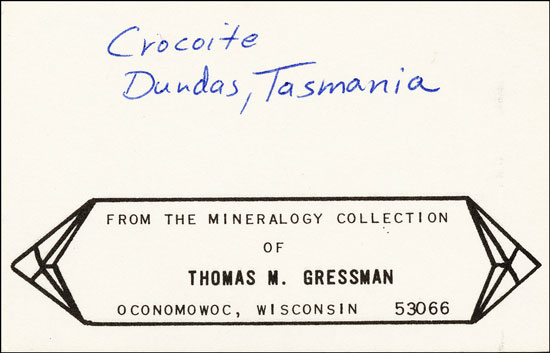 Crocoite
Dundas, Tasmania
FROM THE MINERALOGY COLLECTION
OF
THOMAS M. GRESSMAN
OCONOMOWOC, WISCONSIN 53066